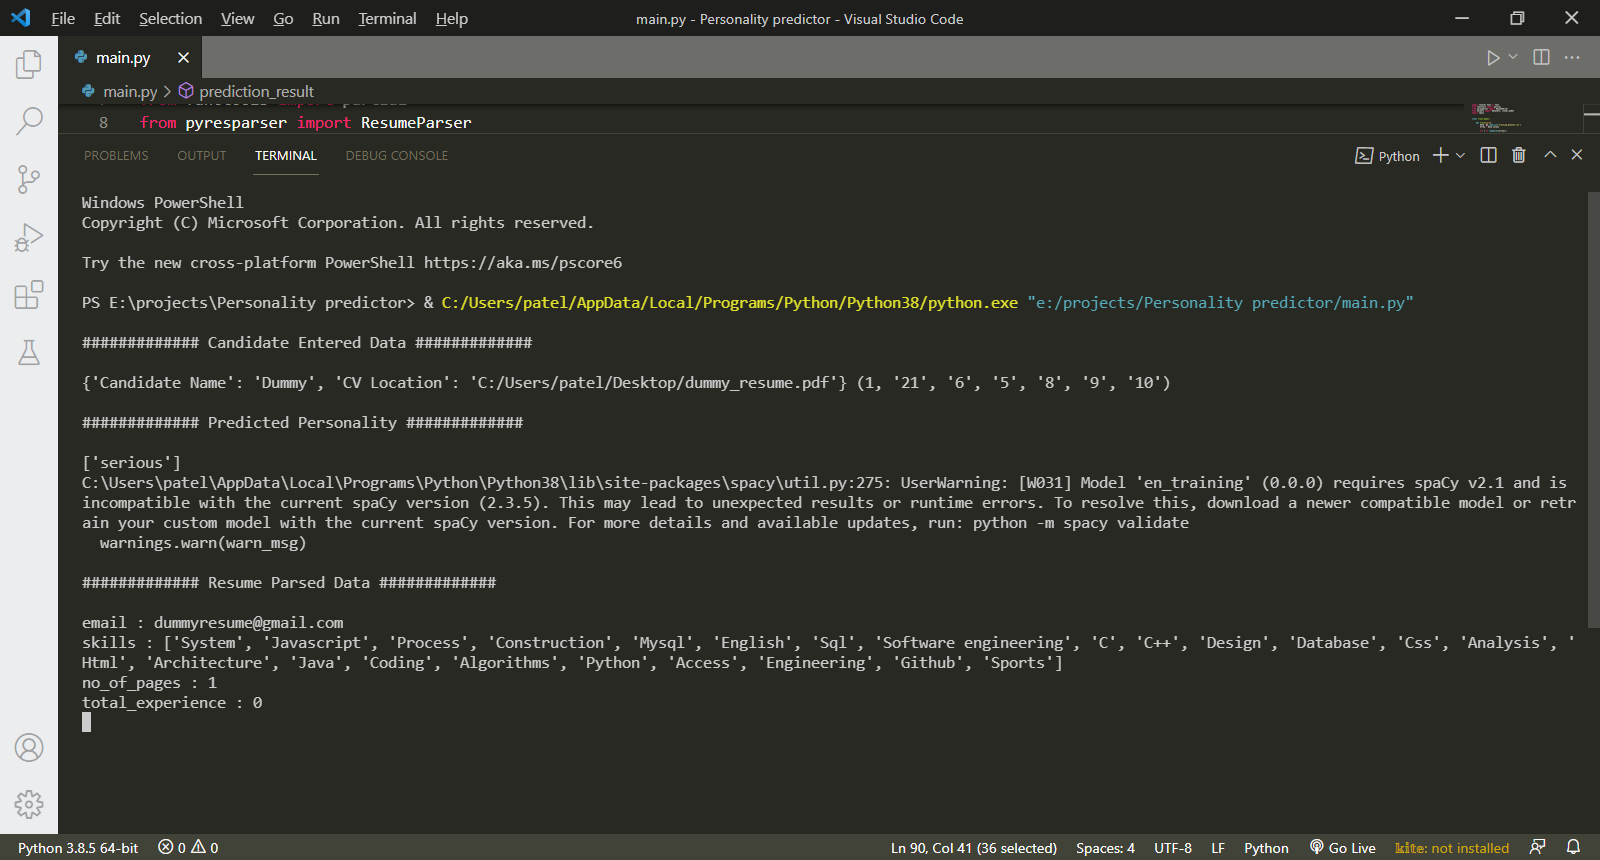 File Edit Selection View Go Run Terminal Help
main.py - Personality predictor - Visual Studio Code
main.py
main.py > prediction_result
8 from pyresparser import ResumeParser
PROBLEMS OUTPUT TERMINAL DEBUG CONSOLE
Python
Windows PowerShell
Copyright (C) Microsoft Corporation. All rights reserved.
Try the new cross-platform PowerShell https://aka.ms/pscore6
PS E:\projects\Personality predictor> & C:/Users/patel/AppData/Local/Programs/Python/Python38/python.exe "e:/projects/Personality predictor/main.py"
############# Candidate Entered Data #############
{'Candidate Name': 'Dummy', 'CV Location': 'C:/Users/patel/Desktop/dummy_resume.pdf'} (1, '21', '6', '5', '8', '9', '10')
############# Predicted Personality #############
['serious']
C:\Users\patel\AppData\Local\Programs\Python\Python38\lib\site-packages\spacy\util.py:275: UserWarning: [W031] Model 'en_training' (0.0.0) requires spaCy v2.1 and is
incompatible with the current spaCy version (2.3.5). This may lead to unexpected results or runtime errors. To resolve this, download a newer compatible model or retr
ain your custom model with the current spaCy version. For more details and available updates, run: python -m spacy validate
warnings.warn(warn_msg)
############# Resume Parsed Data #############
email : dummyresume@gmail.com
skills : ['System', 'Javascript', 'Process', 'Construction', 'Mysql', 'English', 'Sql', 'Software engineering', 'C', 'C++', 'Design', 'Database', 'Css', 'Analysis', '
Html', 'Architecture', 'Java', 'Coding', 'Algorithms', 'Python', 'Access', 'Engineering', 'Github', 'Sports']
no_of_pages : 1
total_experience : 0
Python 3.8.5 64-bit 0 0 Ln 90, Col 41 (36 selected) Spaces: 4 UTF-8 LF Python Go Live kite: not installed